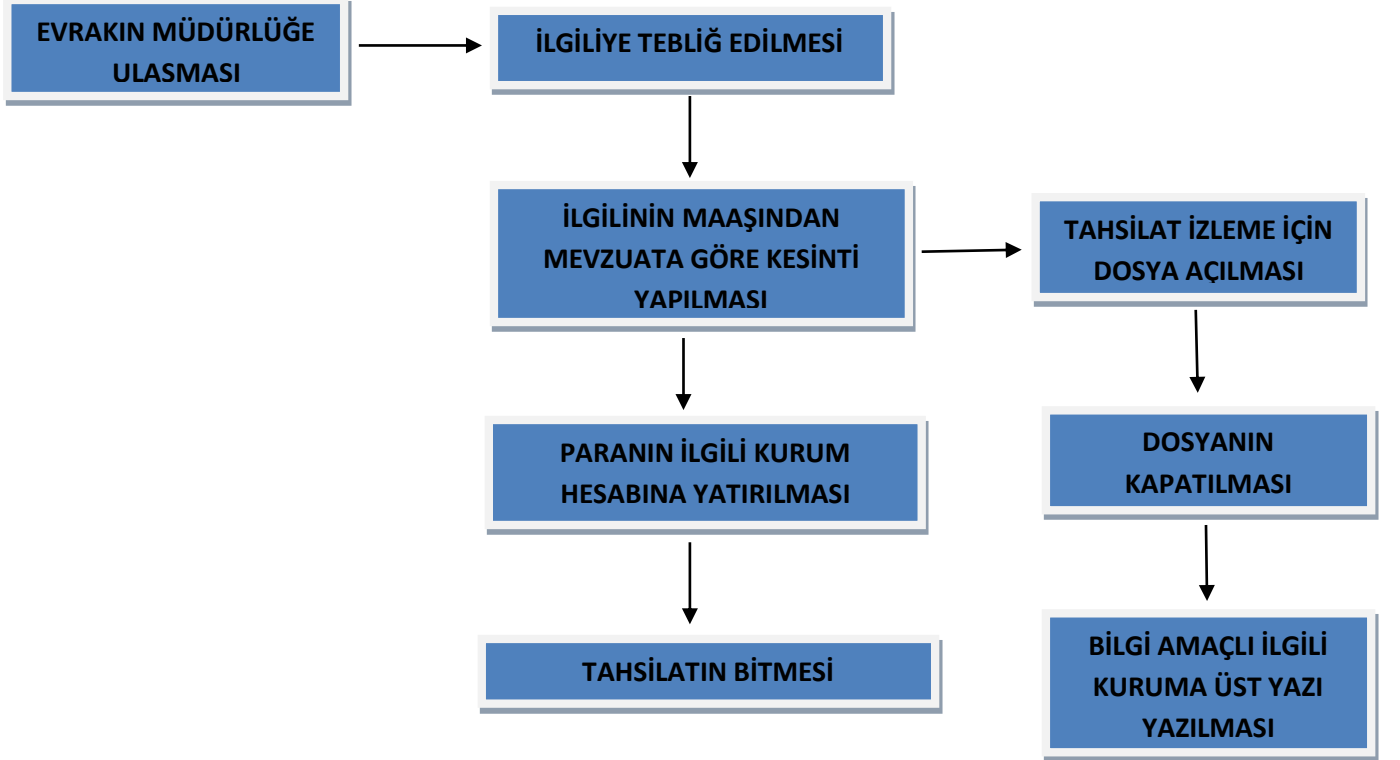 EVRAKIN MÜDÜRLÜĞE
ULASMASI
İLGİLİYE TEBLİĞ EDİLMESİ
İLGİLİNİN MAAŞINDAN
MEVZUATA GÖRE KESİNTİ
YAPILMASI
TAHSİLAT İZLEME İÇİN
DOSYA AÇILMASI
PARANIN İLGİLİ KURUM
HESABINA YATIRILMASI
DOSYANIN
KAPATILMASI
TAHSİLATIN BİTMESİ
BİLGİ AMAÇLI İLGİLİ
KURUMA ÜST YAZI
YAZILMASI